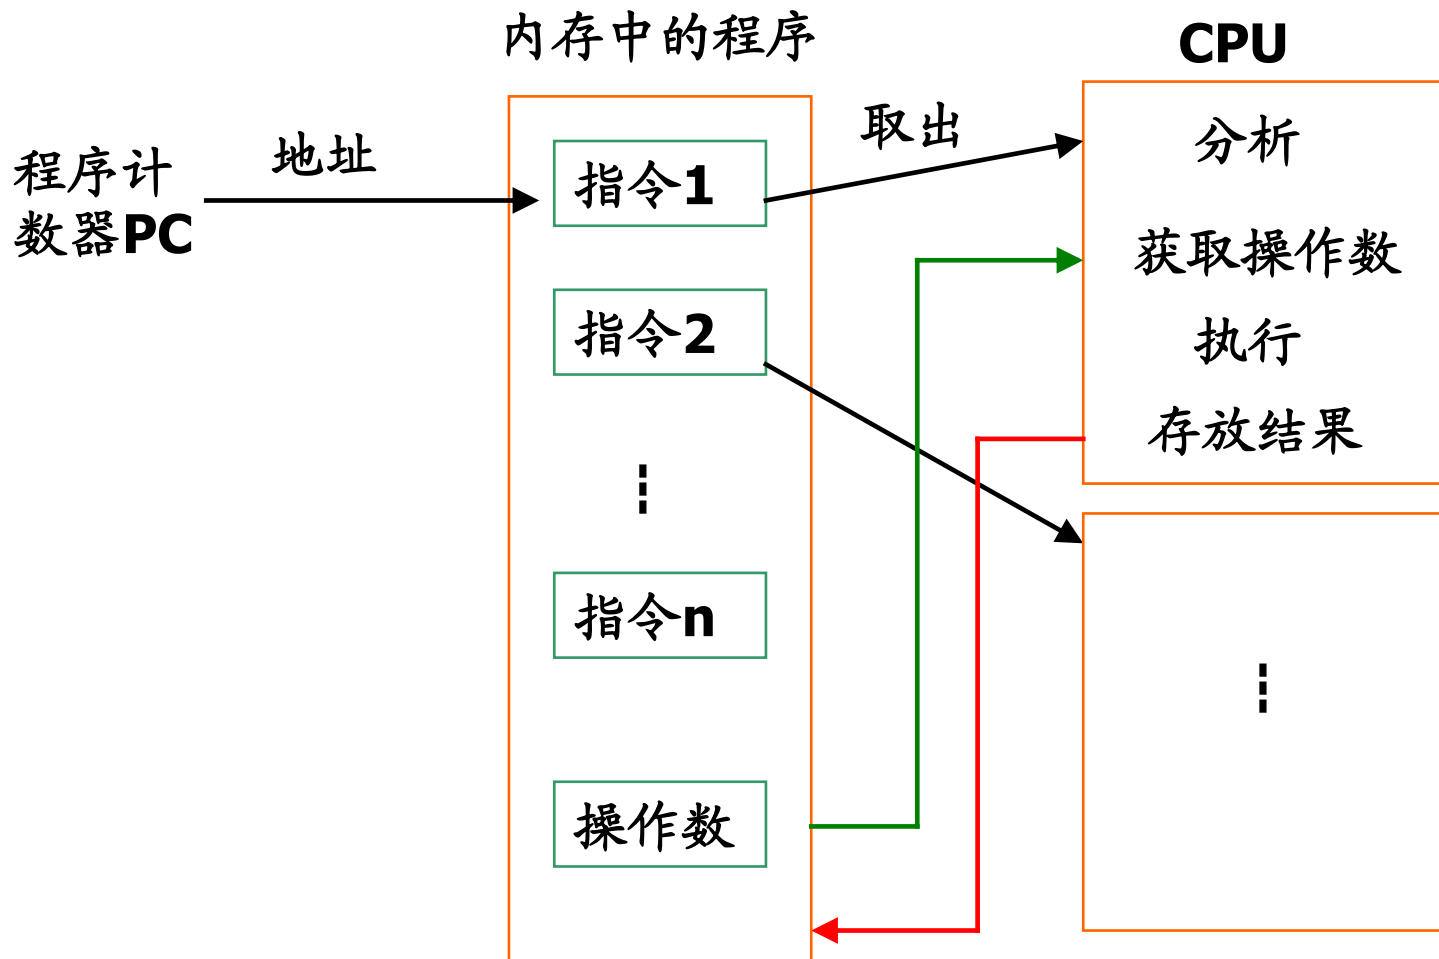 内存中的程序
CPU
程序计
数器PC
地址
指令1
取出
分析
获取操作数
指令2
执行
存放结果
指令n
操作数